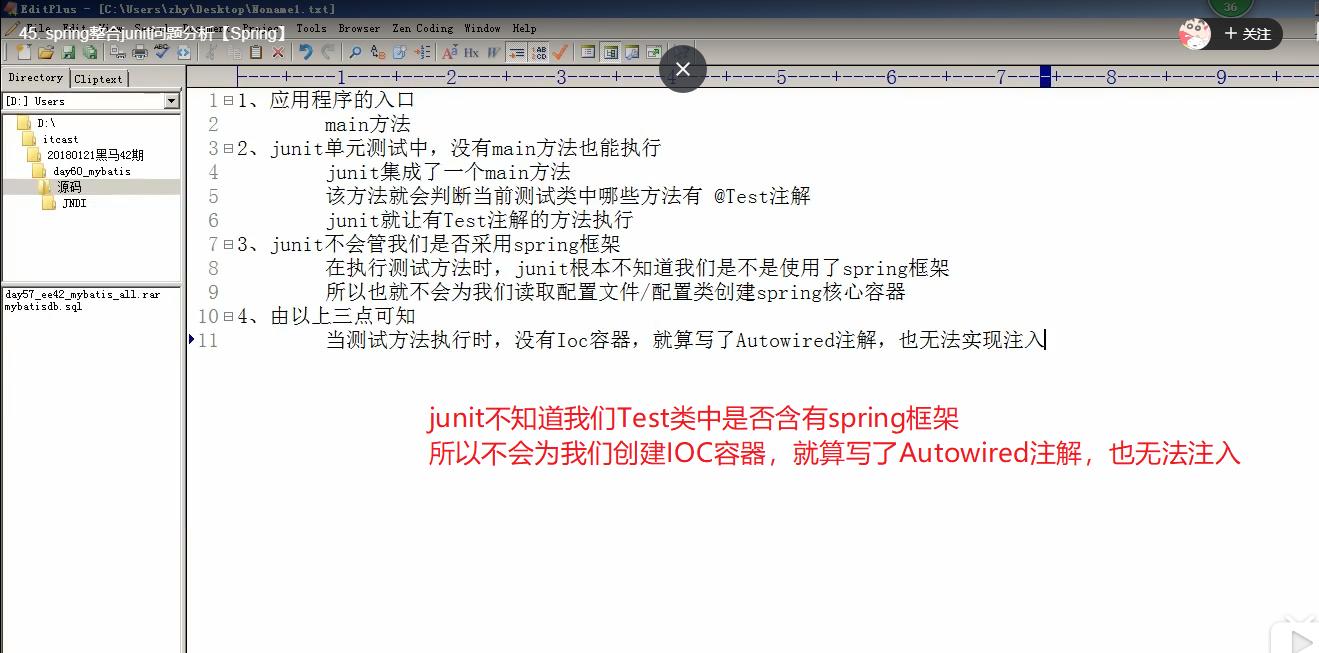 EditPlus - [C:\Users\zhy\Desktop\Noname1.txt]
36
45. spring整合junit问题分析【Spring】
Tools Browser Zen Coding Window Help
+ 关注
Directory Cliptext
[D:] Users
D:\
itcast
20180121黑马42期
day60_mybatis
源码
JNDI
day57_ee42_mybatis_all.rar
mybatisdb.sql
1 2 3 4 5 6 7 8 9
1 1、应用程序的入口
2 main方法
3 2、junit单元测试中，没有main方法也能执行
4 junit集成了一个main方法
5 该方法就会判断当前测试类中哪些方法有 @Test注解
6 junit就让有Test注解的方法执行
7 3、junit不会管我们是否采用spring框架
8 在执行测试方法时，junit根本不知道我们是不是使用了spring框架
9 所以也就不会为我们读取配置文件/配置类创建spring核心容器
10 4、由以上三点可知
11 当测试方法执行时，没有Ioc容器，就算写了Autowired注解，也无法实现注入
junit不知道我们Test类中是否含有spring框架
所以不会为我们创建IOC容器，就算写了Autowired注解，也无法注入